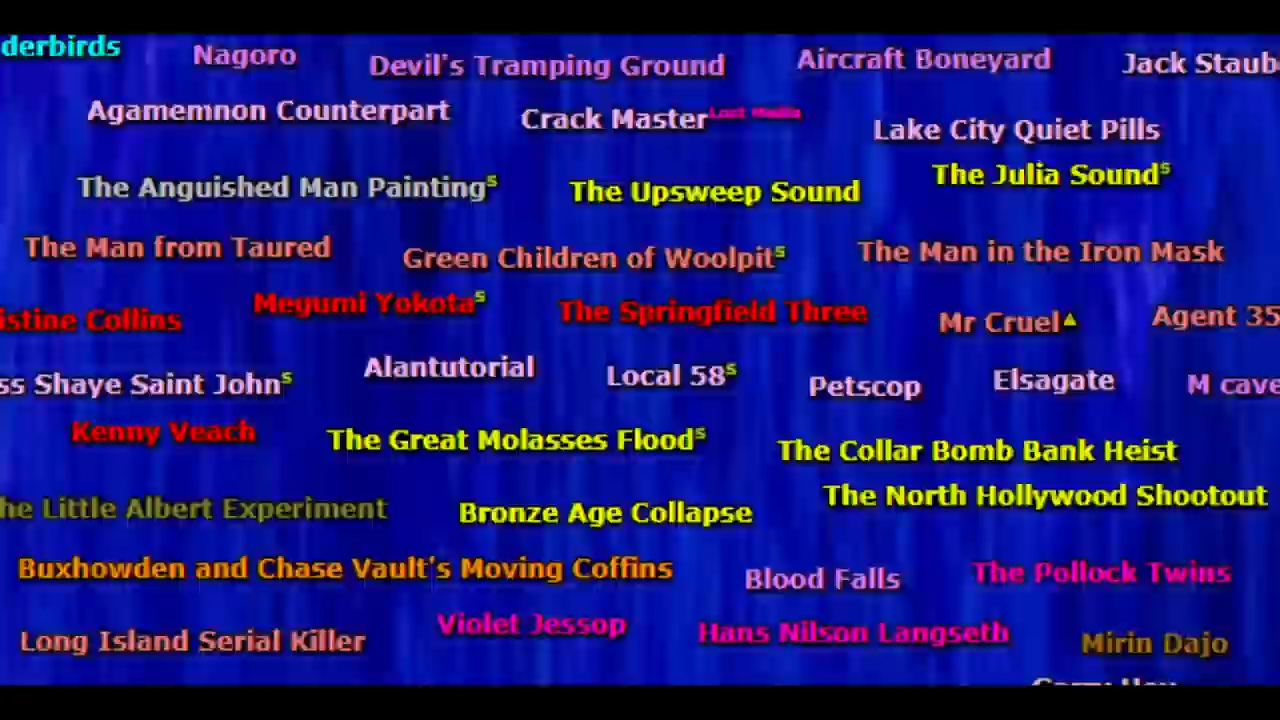 derbirds Nagoro Devil's Tramping Ground Aircraft Boneyard Jack Staub
Agamemnon Counterpart Crack Master Lost Media Lake City Quiet Pills
The Anguished Man Painting S The Upsweep Sound The Julia Sound S
The Man from Taured Green Children of Woolpit S The Man in the Iron Mask
istine Collins Megumi Yokota S The Springfield Three Mr Cruel▲ Agent 35
ss Shaye Saint John S Alantutorial Local 58 S Petscop Elsagate M cave
Kenny Veach The Great Molasses Flood S The Collar Bomb Bank Heist
he Little Albert Experiment Bronze Age Collapse The North Hollywood Shootout
Buxhowden and Chase Vault's Moving Coffins Blood Falls The Pollock Twins
Long Island Serial Killer Violet Jessop Hans Nilson Langseth Mirin Dajo